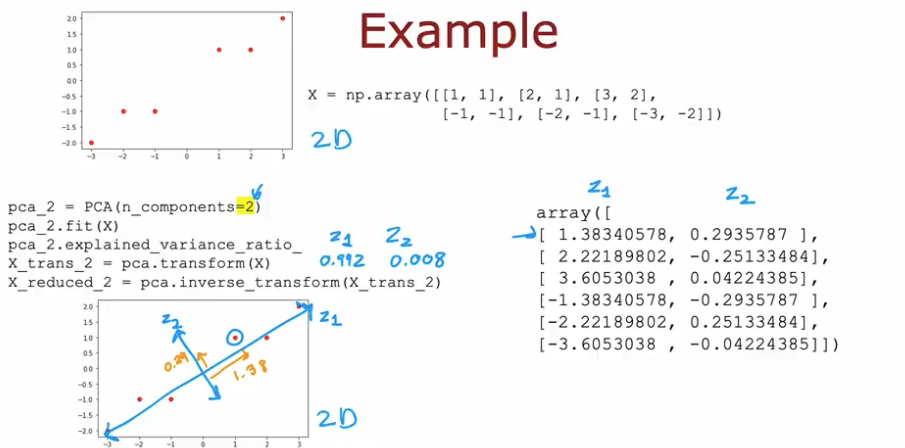 Example
2.0
1.5
1.0
0.5
0.0
-0.5
-1.0
-1.5
-2.0
-3 -2 -1 0 1 2 3
2D
X = np.array([[1, 1], [2, 1], [3, 2],
[-1, -1], [-2, -1], [-3, -2]])
pca_2 = PCA(n_components=2)
pca_2.fit(X)
pca_2.explained_variance_ratio_
X_trans_2 = pca.transform(X)
X_reduced_2 = pca.inverse_transform(X_trans_2)
z1 z2
0.992 0.008
z1 z2
array([
[ 1.38340578, 0.2935787 ],
[ 2.22189802, -0.25133484],
[ 3.6053038 , 0.04224385],
[-1.38340578, -0.2935787 ],
[-2.22189802, 0.25133484],
[-3.6053038 , -0.04224385]])
2.0
1.5
1.0
0.5
0.0
-0.5
-1.0
-1.5
-2.0
-3 -2 -1 0 1 2 3
z2
z1
0.29
1.38
2D